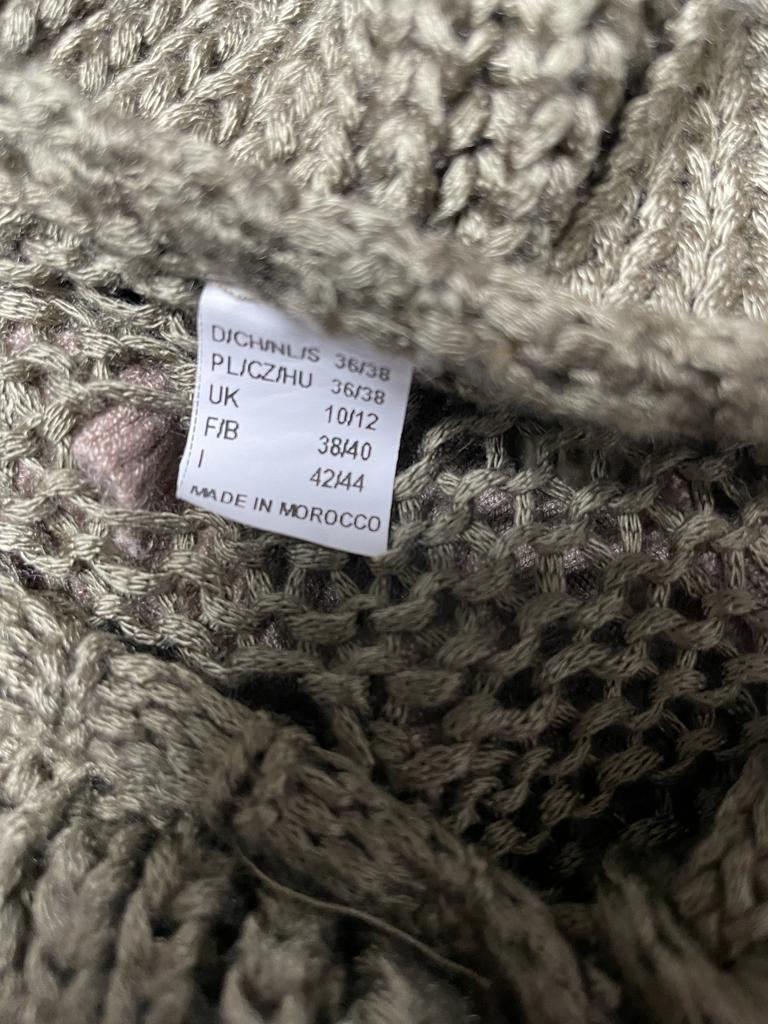 D/CH/NL/S 36/38
PL/CZ/HU 36/38
UK 10/12
F/B 38/40
I 42/44
MADE IN MOROCCO